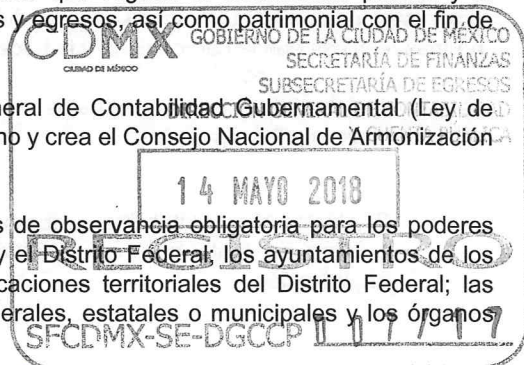 s y egresos, así como patrimonial con el fin de
CDMX
CIUDAD DE MÉXICO
GOBIERNO DE LA CIUDAD DE MÉXICO
SECRETARÍA DE FINANZAS
SUBSECRETARÍA DE EGRESOS
neral de Contabilidad Gubernamental (Ley de
no y crea el Consejo Nacional de Armonización
14 MAYO 2018
s de observancia obligatoria para los poderes
REGISTRO
y el Distrito Federal; los ayuntamientos de los
caciones territoriales del Distrito Federal; las
erales, estatales o municipales y los órganos
SFCDMX-SE-DGCCP